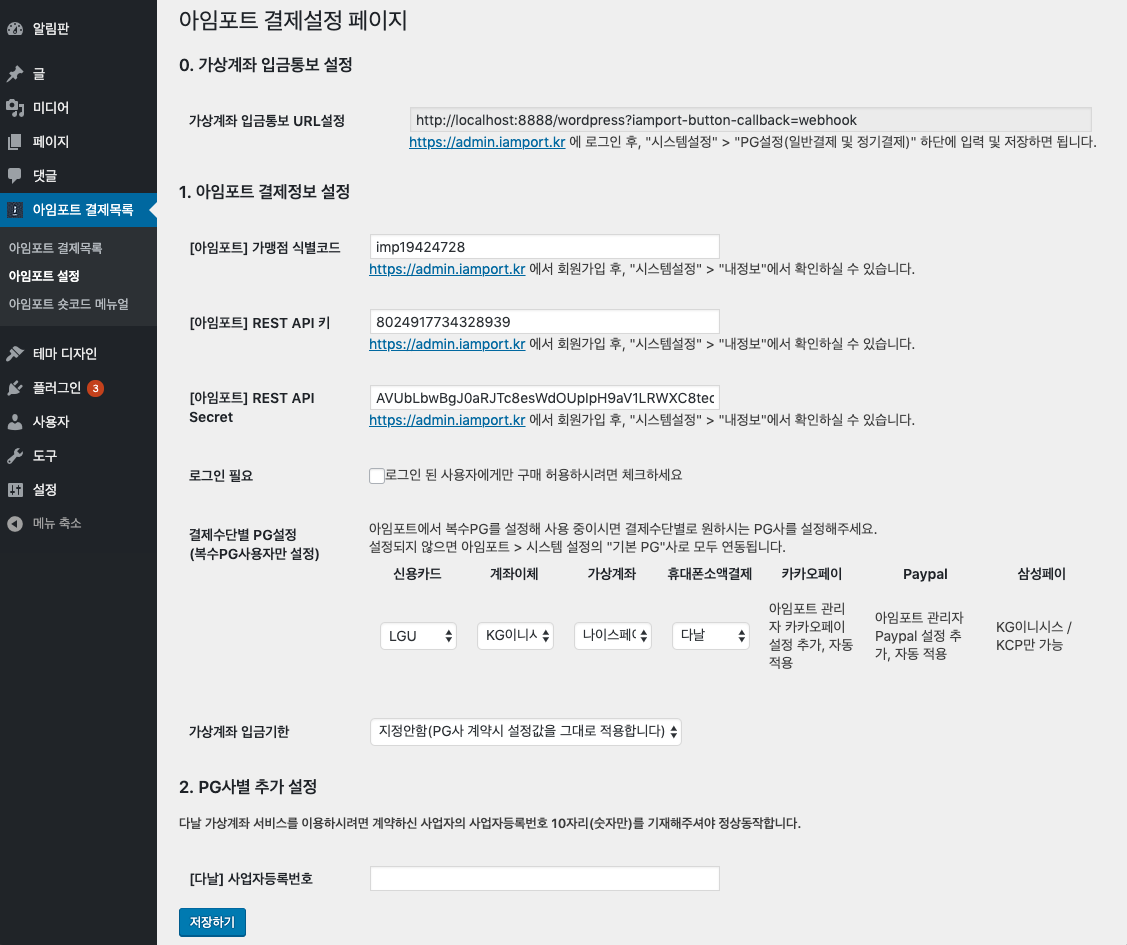 알림판
글
미디어
페이지
댓글
아임포트 결제목록
아임포트 결제목록
아임포트 설정
아임포트 숏코드 메뉴얼
테마 디자인
플러그인 3
사용자
도구
설정
메뉴 축소
아임포트 결제설정 페이지
0. 가상계좌 입금통보 설정
가상계좌 입금통보 URL설정
http://localhost:8888/wordpress?iamport-button-callback=webhook
https://admin.iamport.kr 에 로그인 후, "시스템설정" > "PG설정(일반결제 및 정기결제)" 하단에 입력 및 저장하면 됩니다.
1. 아임포트 결제정보 설정
[아임포트] 가맹점 식별코드
imp19424728
https://admin.iamport.kr 에서 회원가입 후, "시스템설정" > "내정보"에서 확인하실 수 있습니다.
[아임포트] REST API 키
8024917734328939
https://admin.iamport.kr 에서 회원가입 후, "시스템설정" > "내정보"에서 확인하실 수 있습니다.
[아임포트] REST API
Secret
https://admin.iamport.kr 에서 회원가입 후, "시스템설정" > "내정보"에서 확인하실 수 있습니다.
로그인 필요
로그인 된 사용자에게만 구매 허용하시려면 체크하세요
결제수단별 PG설정
(복수PG사용자만 설정)
아임포트에서 복수PG를 설정해 사용 중이시면 결제수단별로 원하시는 PG사를 설정해주세요.
설정되지 않으면 아임포트 > 시스템 설정의 "기본 PG"사로 모두 연동됩니다.
신용카드 계좌이체 가상계좌 휴대폰소액결제 카카오페이 Paypal 삼성페이
LGU
KG이니시
나이스페이
다날
아임포트 관리
자 카카오페이
설정 추가, 자동
적용
아임포트 관리자
Paypal 설정 추
가, 자동 적용
KG이니시스 /
KCP만 가능
가상계좌 입금기한
지정안함(PG사 계약시 설정값을 그대로 적용합니다)
2. PG사별 추가 설정
다날 가상계좌 서비스를 이용하시려면 계약하신 사업자의 사업자등록번호 10자리(숫자만)를 기재해주셔야 정상동작합니다.
[다날] 사업자등록번호
저장하기